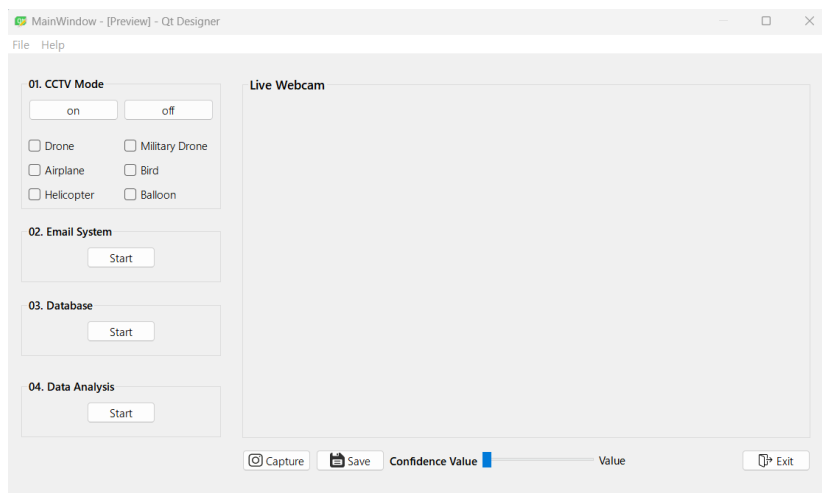 MainWindow - [Preview] - Qt Designer
File Help
01. CCTV Mode
on off
Drone Military Drone
Airplane Bird
Helicopter Balloon
02. Email System
Start
03. Database
Start
04. Data Analysis
Start
Live Webcam
Capture Save Confidence Value Value Exit